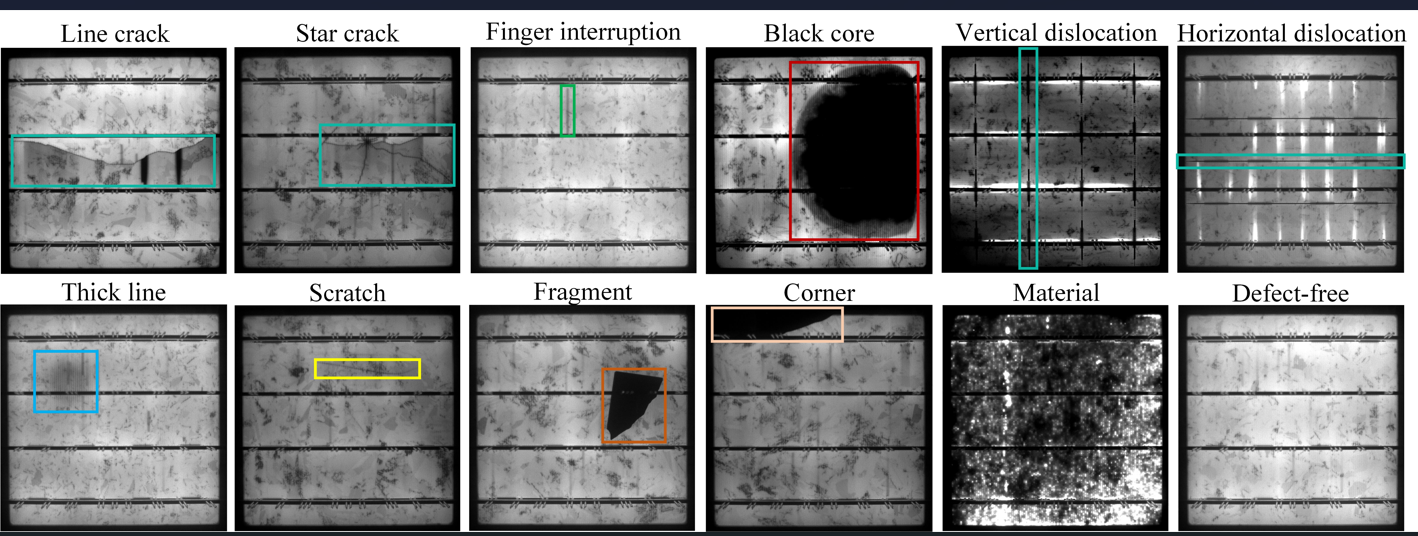 Line crack
Star crack
Finger interruption
Black core
Vertical dislocation
Horizontal dislocation
Thick line
Scratch
Fragment
Corner
Material
Defect-free